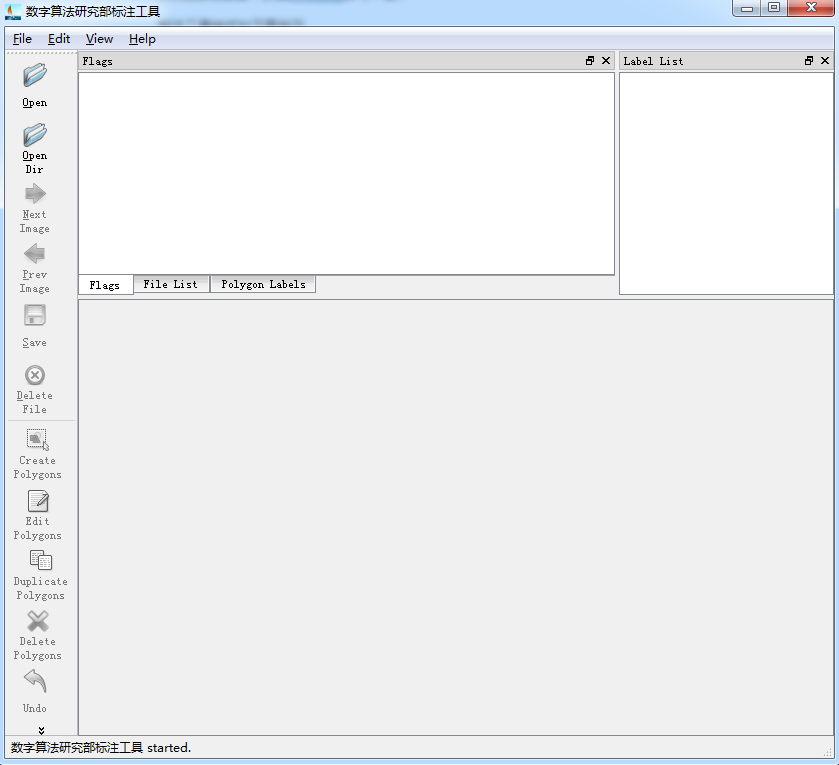 数字算法研究部标注工具
File Edit View Help
Open
Open
Dir
Next
Image
Prev
Image
Save
Delete
File
Create
Polygons
Edit
Polygons
Duplicate
Polygons
Delete
Polygons
Undo
Flags
Flags File List Polygon Labels
Label List
数字算法研究部标注工具 started.